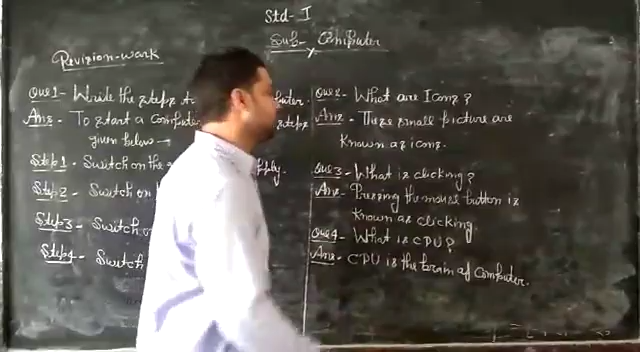 Std- I
Sub- Computer
Revision-work
Que1- Write the steps to
To start a Compute
given below→
Step1- Switch on the
Step2- Switch on
Step3- Switch
Step4- Switch
Que2- What are Icons?
Ans- These small picture are
Known as icons.
Que3- What is clicking?
Ans- Pressing the mouse button is
Known as clicking.
Que4- What is CPU?
Ans- CPU is the brain of Computer.